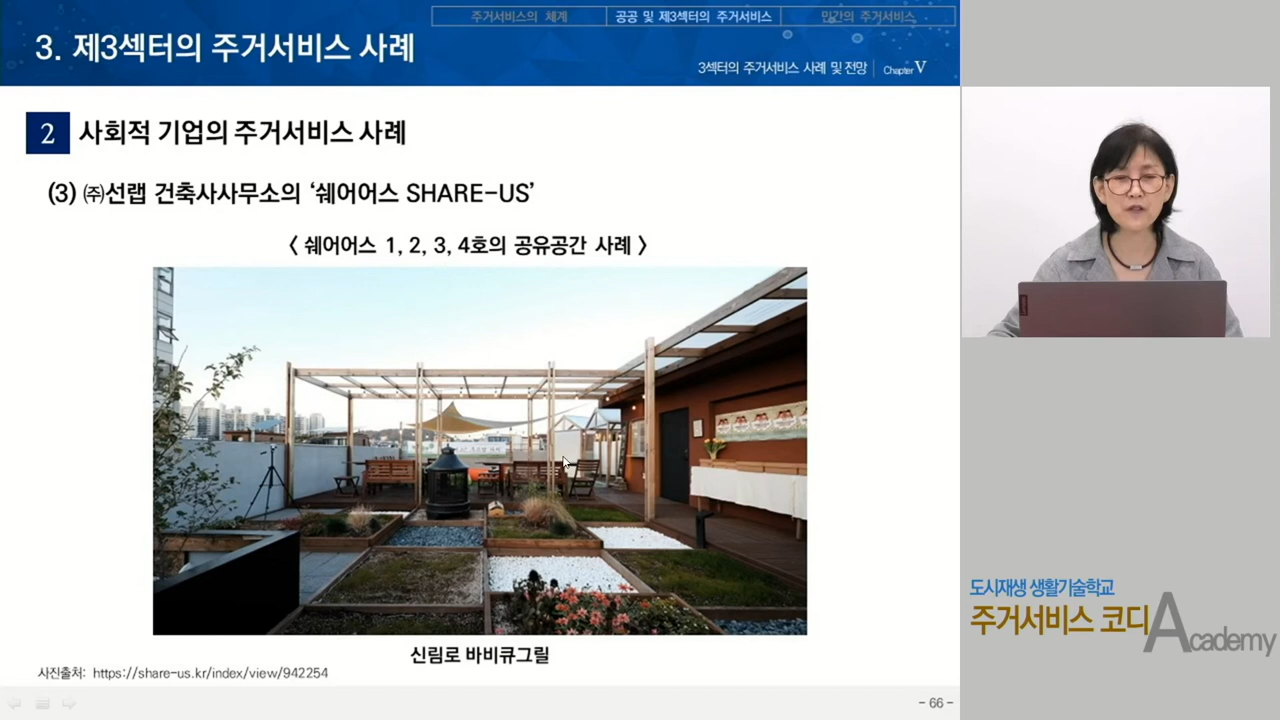 주거서비스의 체계
공공 및 제3섹터의 주거서비스
민간의 주거서비스
3. 제3섹터의 주거서비스 사례
3섹터의 주거서비스 사례 및 전망
Chapter V
2 사회적 기업의 주거서비스 사례
(3) ㈜선랩 건축사사무소의 ‘쉐어어스 SHARE-US’
< 쉐어어스 1, 2, 3, 4호의 공유공간 사례 >
신림로 바비큐그릴
사진출처: https://share-us.kr/index/view/942254
- 66 -
도시재생 생활기술학교
주거서비스 코디 Academy